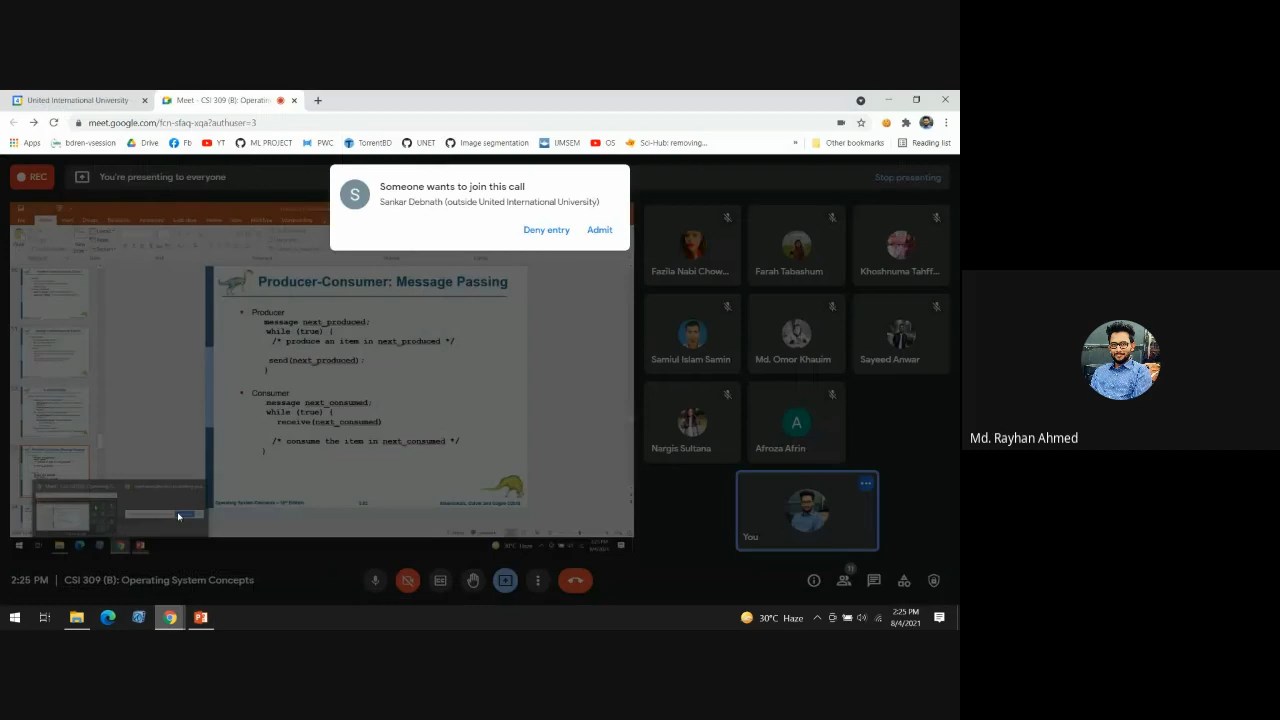 United International University
Meet - CSI 309 (B): Operatin
meet.google.com/fcn-sfaq-xqa?authuser=3
Apps
bdren-vsession
Drive
Fb
YT
ML PROJECT
PWC
TorrentBD
UNET
Image segmentation
IJMSEM
OS
Sci-Hub: removing...
»
Other bookmarks
Reading list
REC
You're presenting to everyone
Stop presenting
S
Someone wants to join this call
Sankar Debnath (outside United International University)
Deny entry
Admit
Producer-Consumer: Message Passing
• Producer
message next_produced;
while (true) {
/* produce an item in next_produced */
send(next_produced);
}
• Consumer
message next_consumed;
while (true) {
receive(next_consumed)
/* consume the item in next_consumed */
}
Fazila Nabi Chow...
Farah Tabashum
Khoshnuma Tahff...
Samiul Islam Samin
Md. Omor Khauim
Sayeed Anwar
Nargis Sultana
A
Afroza Afrin
You
Md. Rayhan Ahmed
2:25 PM | CSI 309 (B): Operating System Concepts
11
30°C Haze
2:25 PM
8/4/2021